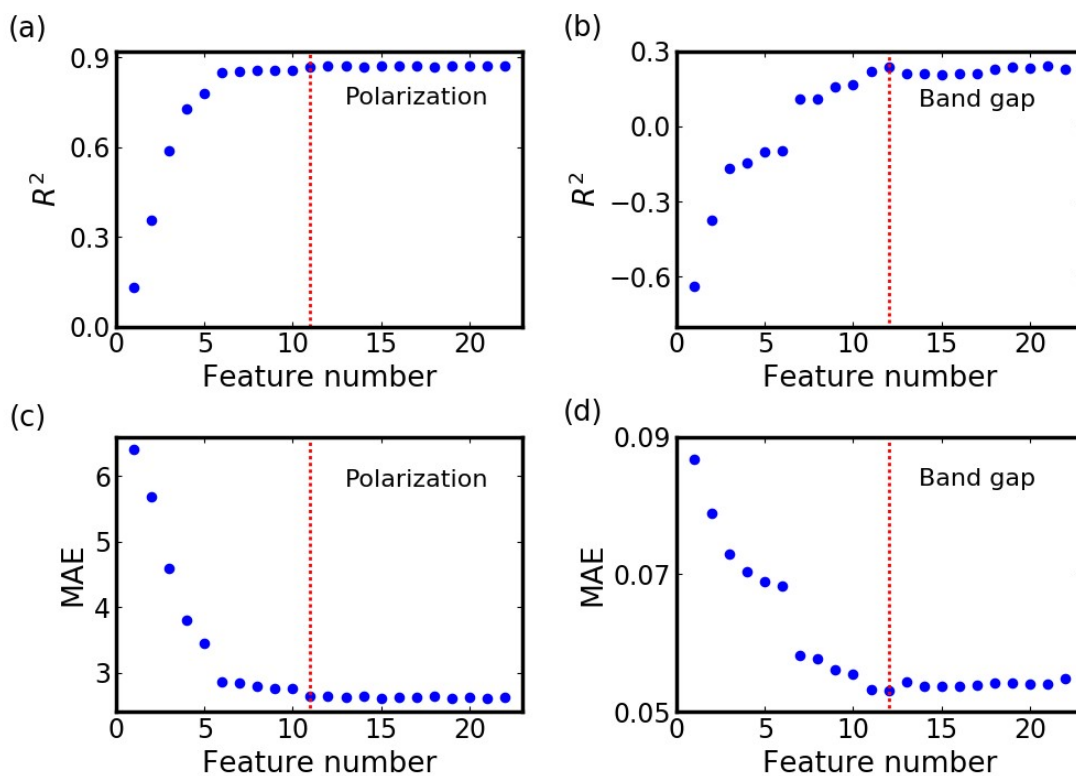 (a)
0.9
0.6
0.3
0.0
R²
Polarization
0
5
10
15
20
Feature number
(b)
0.3
0.0
−0.3
−0.6
R²
Band gap
0
5
10
15
20
Feature number
(c)
6
5
4
3
MAE
Polarization
0
5
10
15
20
Feature number
(d)
0.09
0.07
0.05
MAE
Band gap
0
5
10
15
20
Feature number